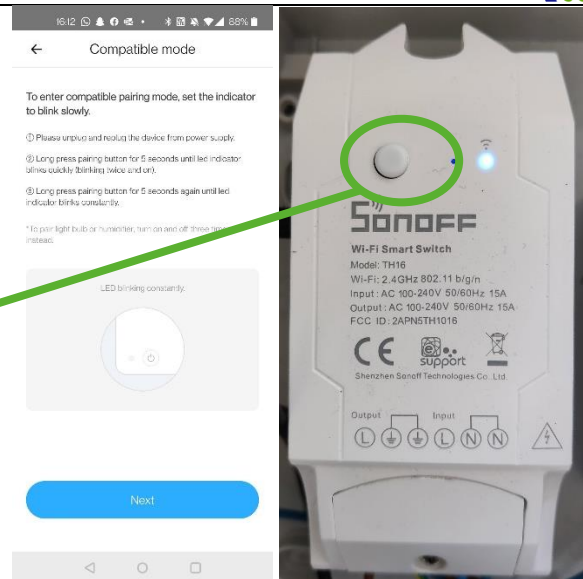 16:12
88%
Compatible mode
To enter compatible pairing mode, set the indicator
to blink slowly.
① Please unplug and replug the device from power supply.
② Long press pairing button for 5 seconds until led indicator
blinks quickly (blinking twice and on).
③ Long press pairing button for 5 seconds again until led
indicator blinks constantly.
*To pair light bulb or humidifier, turn on and off three
instead.
LED blinking constantly.
Next
SONOFF
Wi-Fi Smart Switch
Model: TH16
Wi-Fi: 2.4GHz 802.11 b/g/n
Input: AC 100-240V 50/60Hz 15A
Output: AC 100-240V 50/60Hz 15A
FCC ID: 2APN5TH1016
CE
e support
Shenzhen Sonoff Technologies Co., Ltd.
Output Input
L L N N